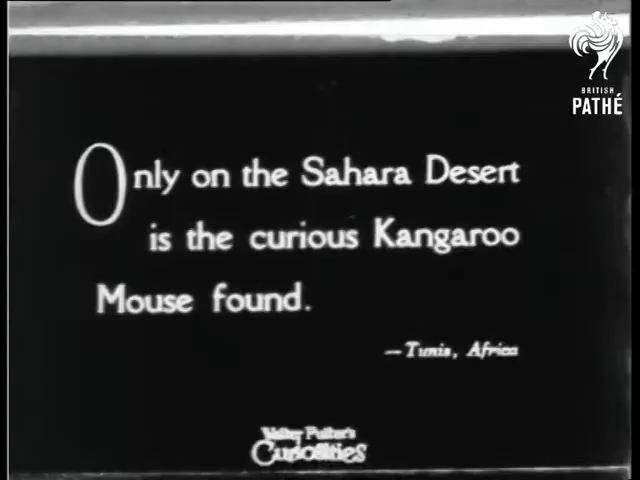 BRITISH
PATHÉ
Only on the Sahara Desert
is the curious Kangaroo
Mouse found.
—Tunis, Africa
Curiosities